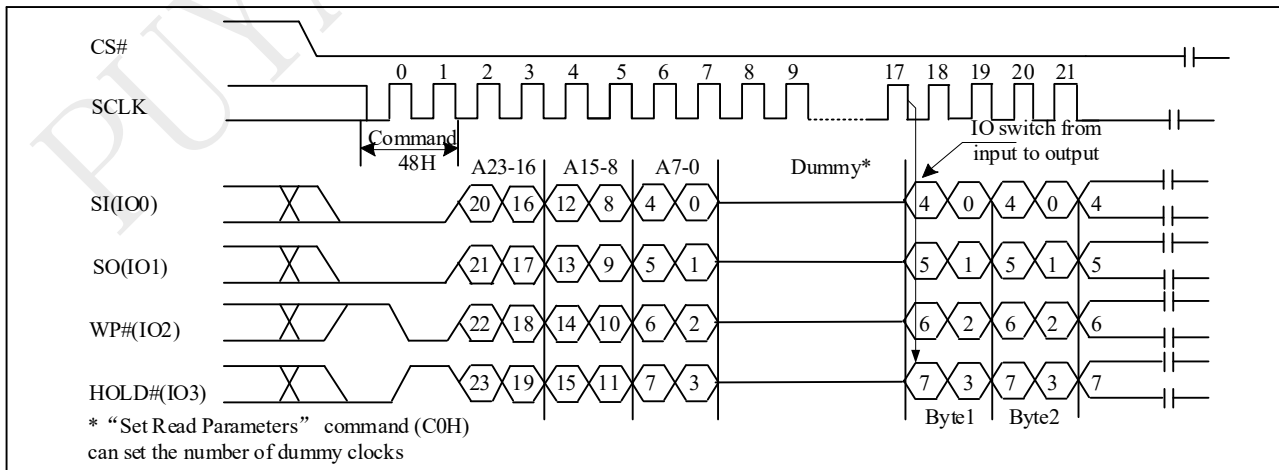 PUYA
CS#
0 1 2 3 4 5 6 7 8 9 17 18 19 20 21
SCLK
Command
48H
IO switch from
input to output
A23-16 A15-8 A7-0 Dummy*
SI(IO0) 20 16 12 8 4 0 4 0 4 0 4
SO(IO1) 21 17 13 9 5 1 5 1 5 1 5
WP#(IO2) 22 18 14 10 6 2 6 2 6 2 6
HOLD#(IO3) 23 19 15 11 7 3 7 3 7 3 7
Byte1 Byte2
* “Set Read Parameters” command (C0H)
can set the number of dummy clocks